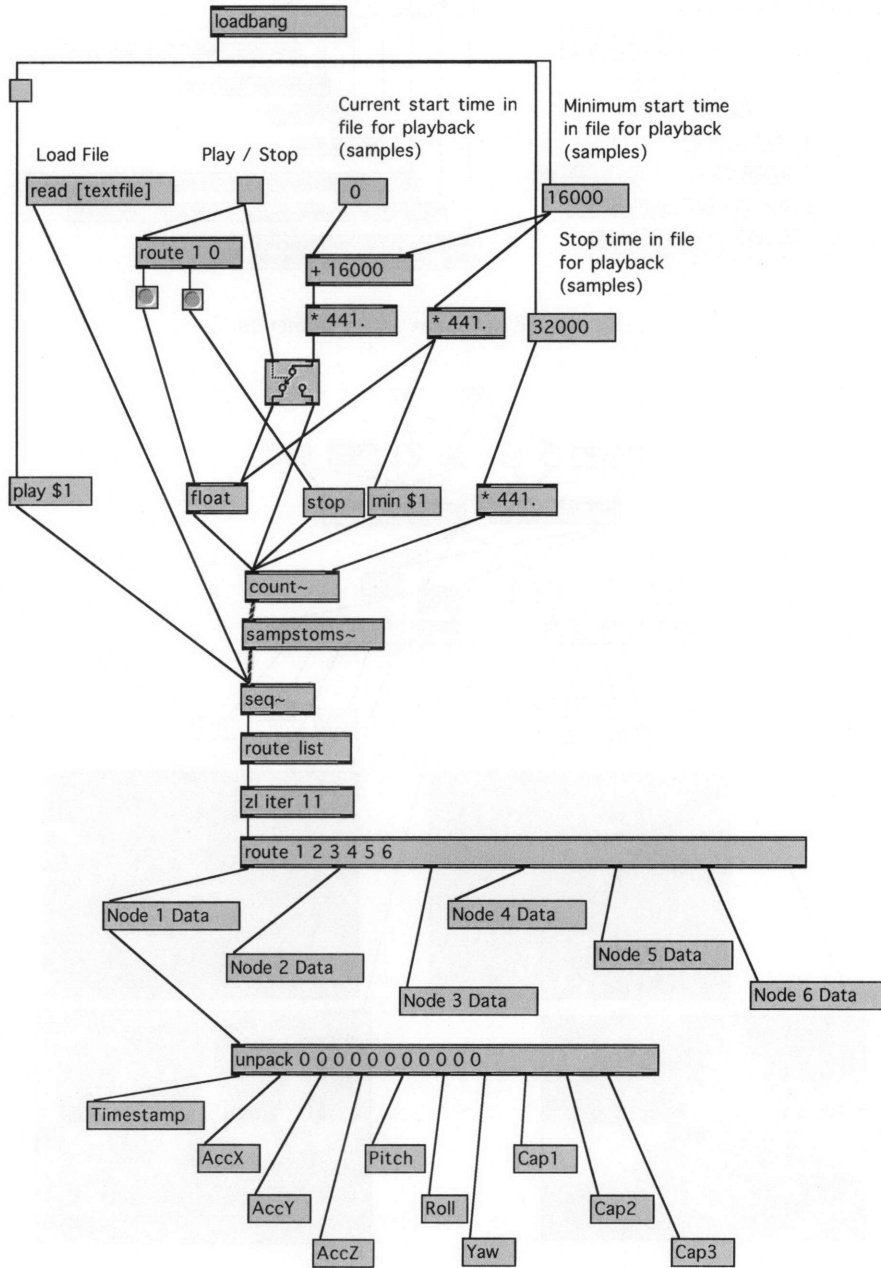 loadbang
Current start time in
file for playback
(samples)
Minimum start time
in file for playback
(samples)
Load File
Play / Stop
read [textfile]
0
16000
route 1 0
+ 16000
Stop time in file
for playback
(samples)
* 441.
* 441.
32000
play $1
float
stop
min $1
* 441.
count~
sampstoms~
seq~
route list
zl iter 11
route 1 2 3 4 5 6
Node 1 Data
Node 4 Data
Node 2 Data
Node 5 Data
Node 3 Data
Node 6 Data
unpack 0 0 0 0 0 0 0 0 0 0 0
Timestamp
AccX
Pitch
Cap1
AccY
Roll
Cap2
AccZ
Yaw
Cap3